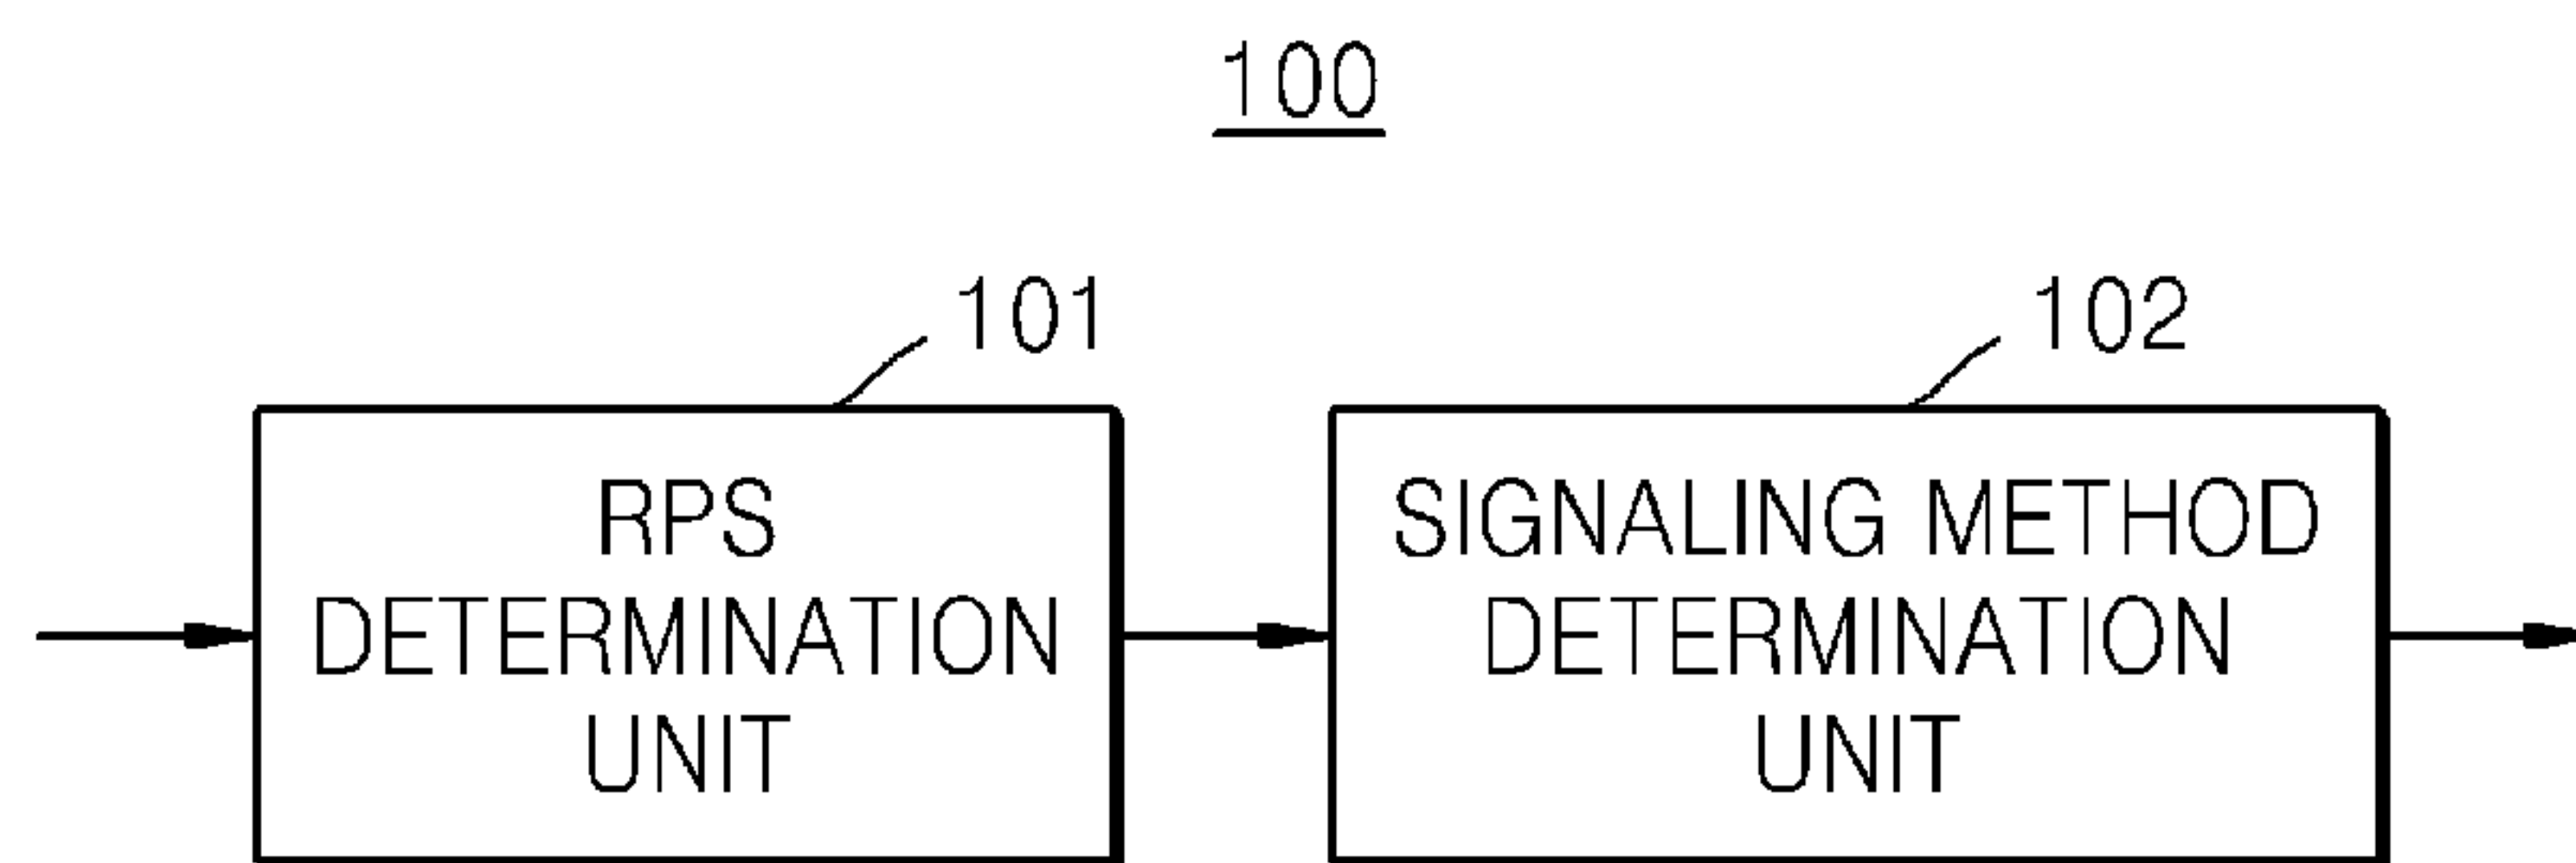 100
101
102
RPS
DETERMINATION
UNIT
SIGNALING METHOD
DETERMINATION
UNIT